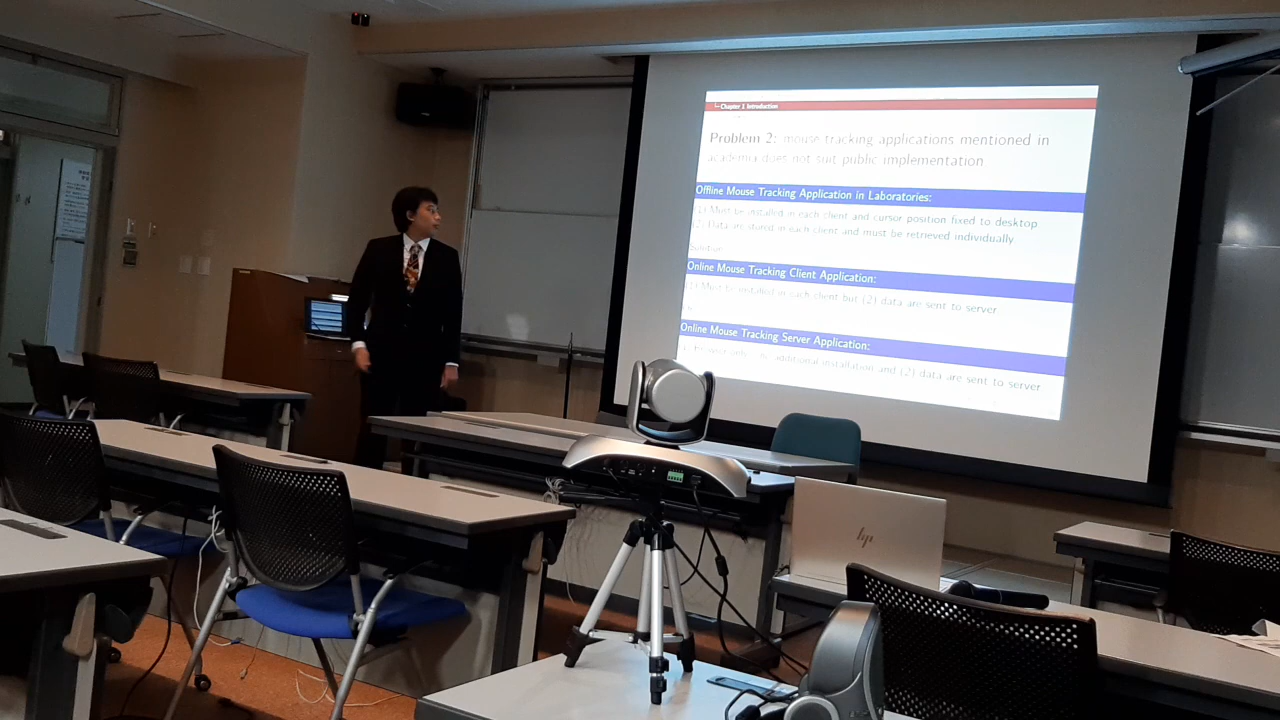 Chapter 1 Introduction
Problem 2: mouse tracking applications mentioned in
academia does not suit public implementation
Offline Mouse Tracking Application in Laboratories:
(1) Must be installed in each client and cursor position fixed to desktop
(2) Data are stored in each client and must be retrieved individually
Solution:
Online Mouse Tracking Client Application:
(1) Must be installed in each client but (2) data are sent to server
Online Mouse Tracking Server Application:
additional installation and (2) data are sent to server
hp